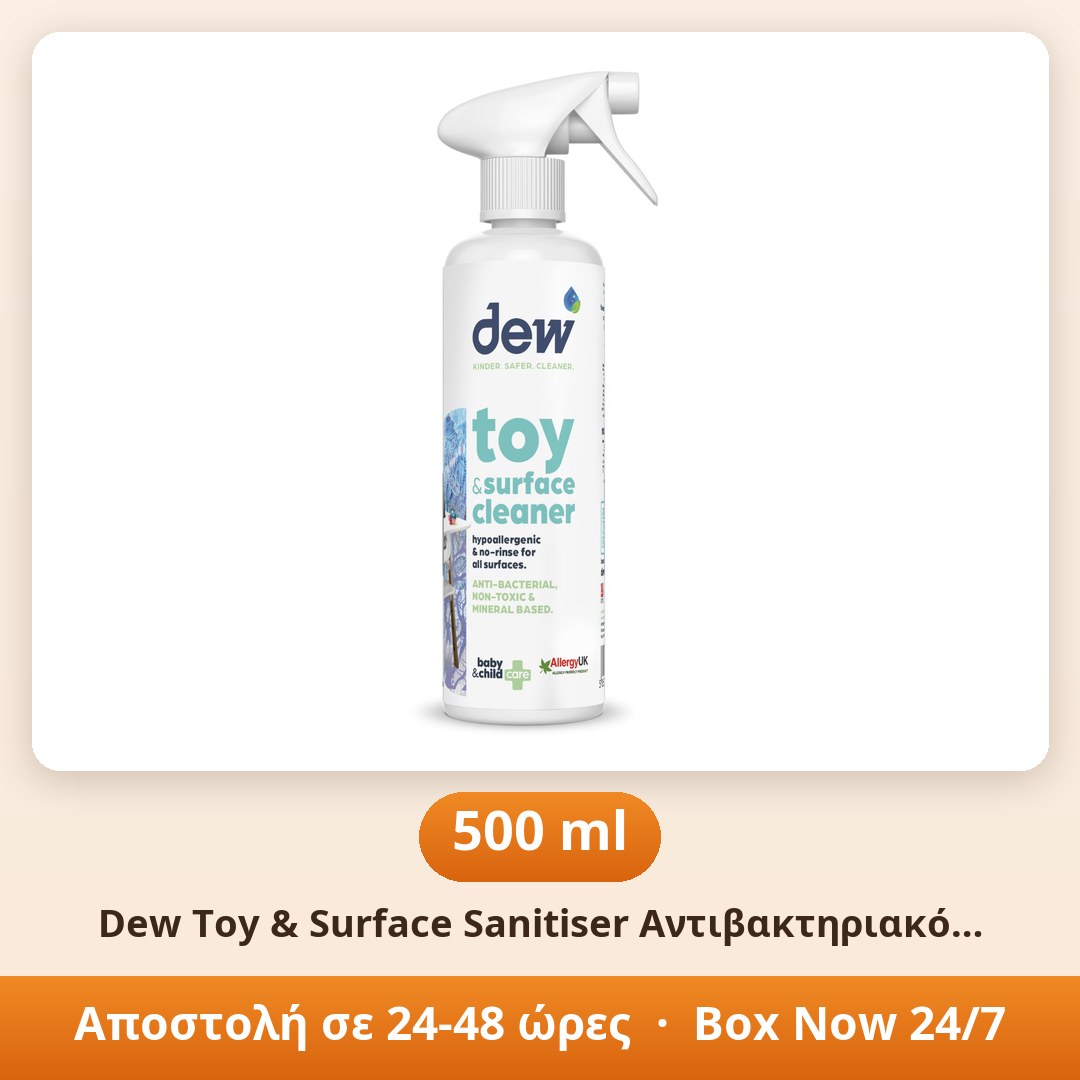 dew
KINDER. SAFER. CLEANER.
toy
& surface
cleaner
hypoallergenic
& no-rinse for
all surfaces.
ANTI-BACTERIAL,
NON-TOXIC &
MINERAL BASED.
baby
&child care
AllergyUK
500 ml
Dew Toy & Surface Sanitiser Αντιβακτηριακό...
Αποστολή σε 24-48 ώρες · Box Now 24/7